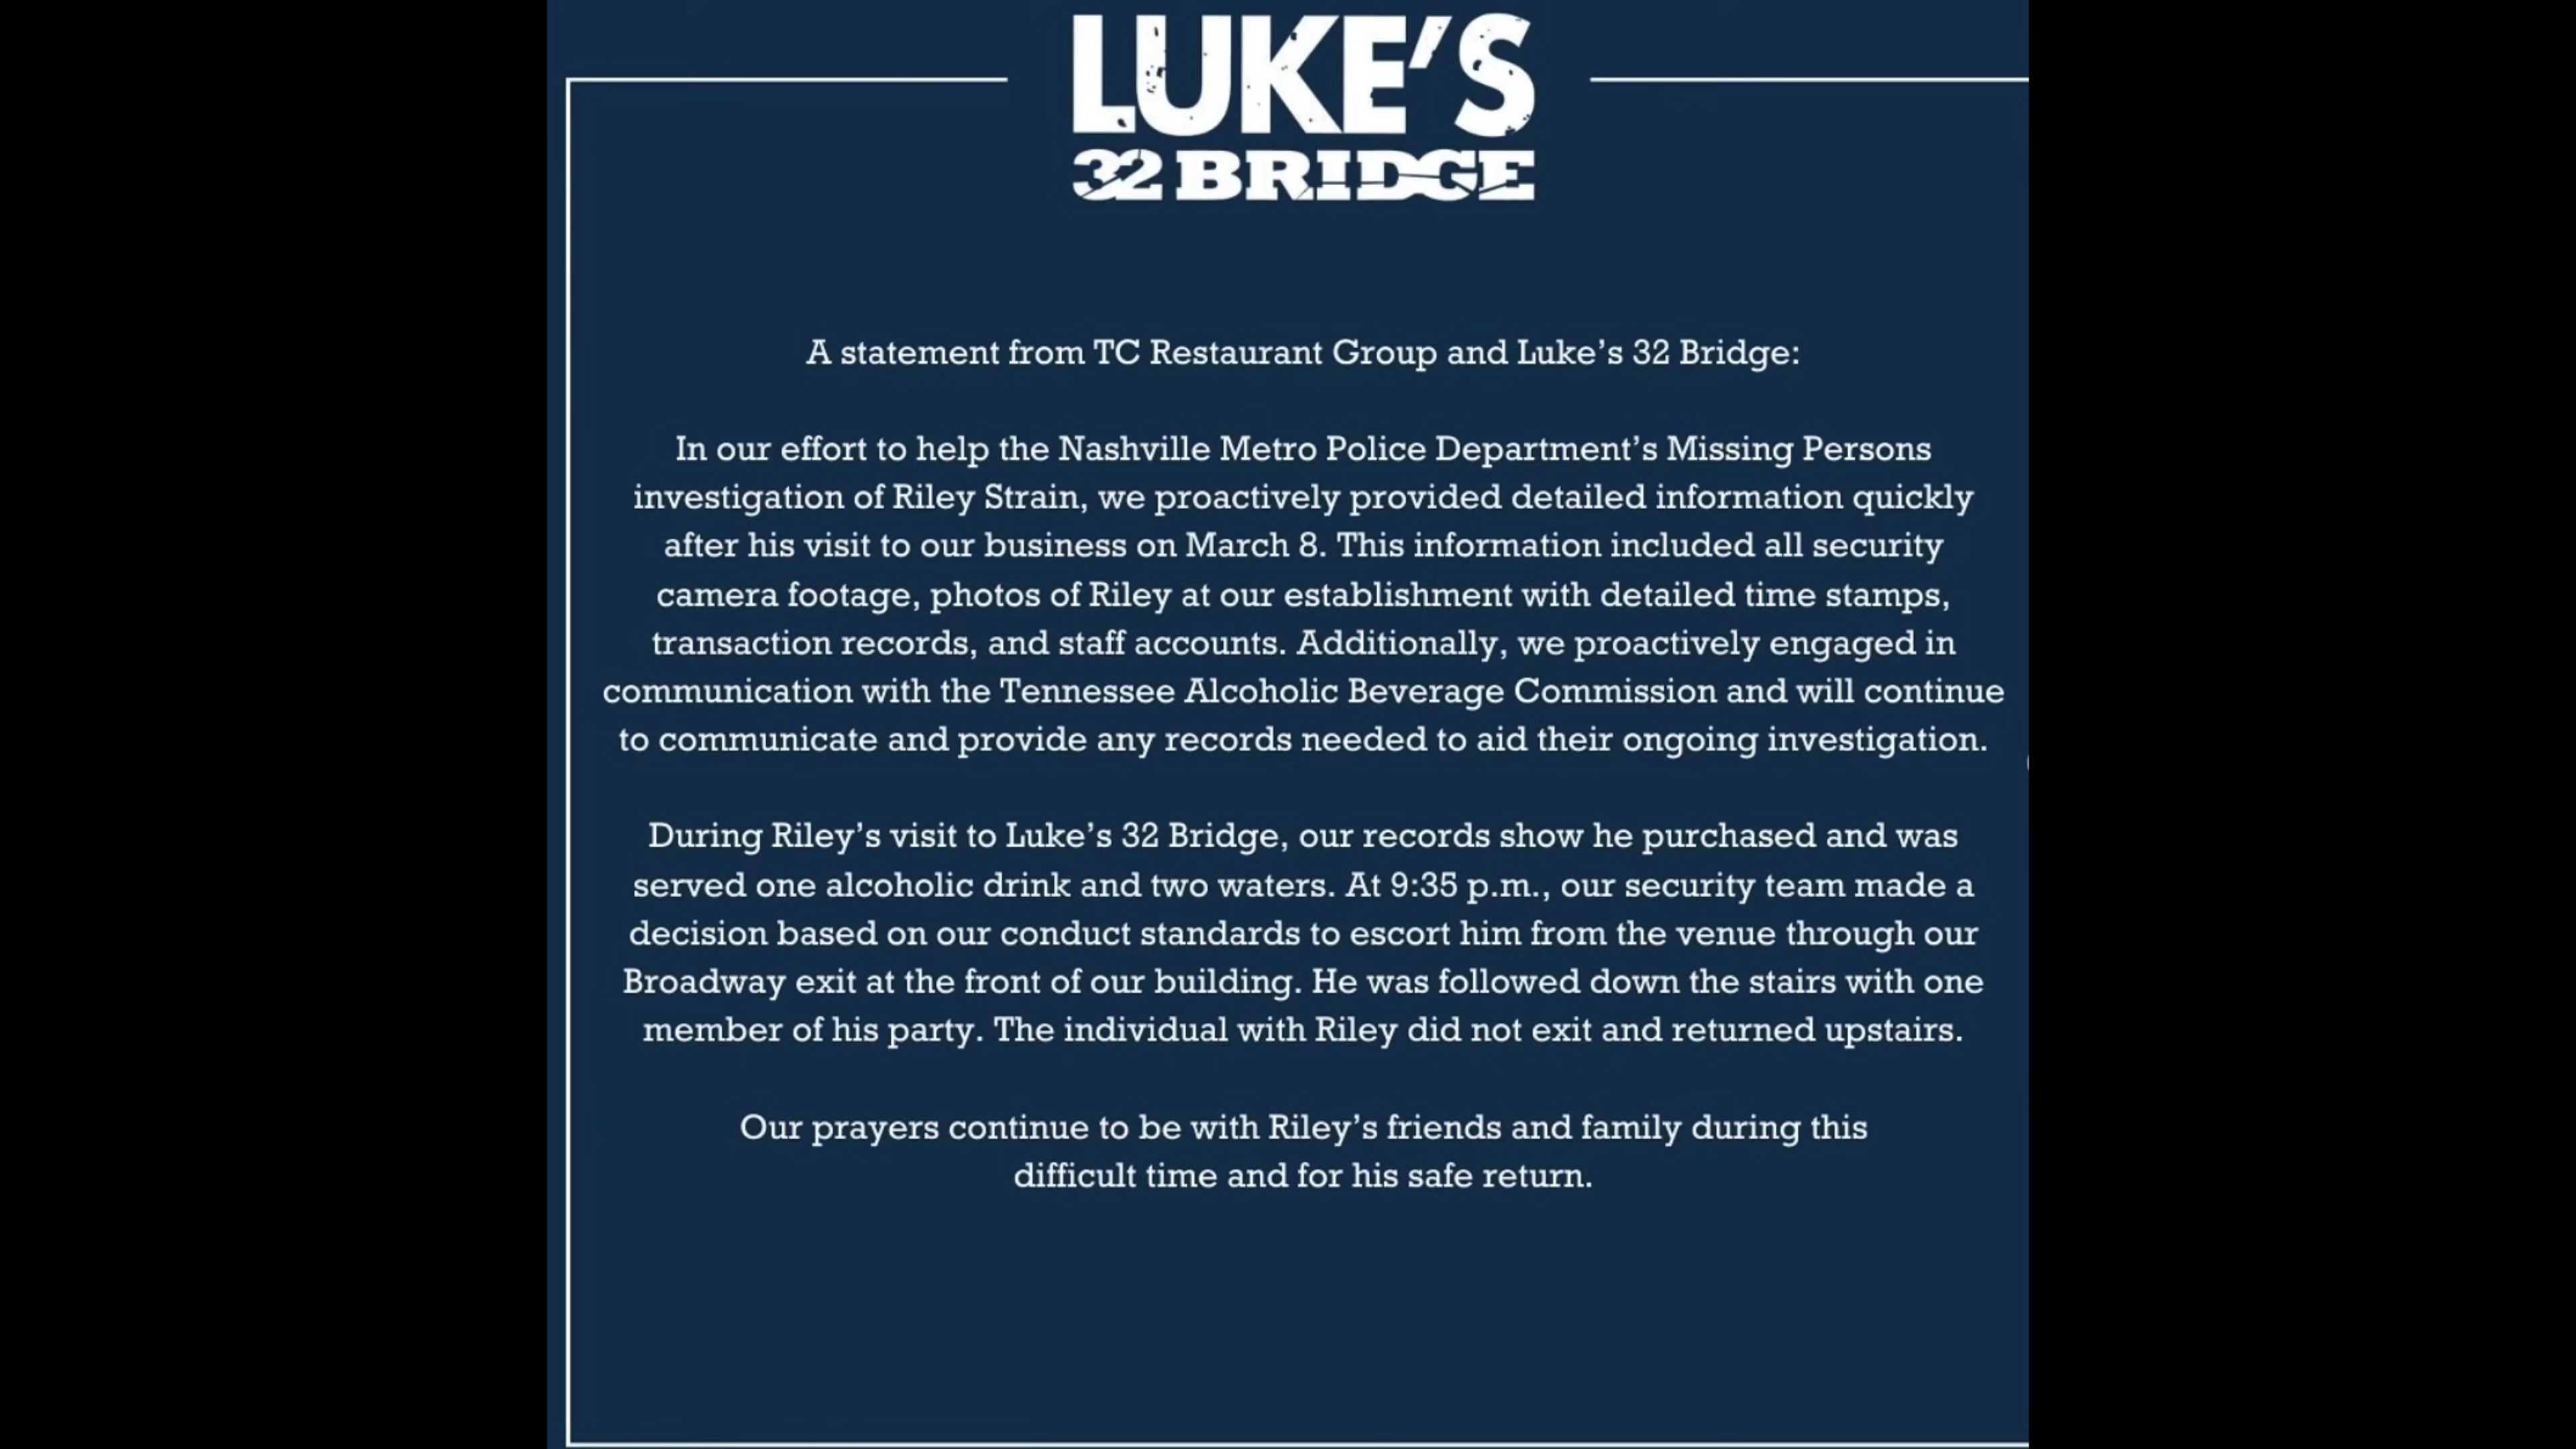 LUKE'S
32 BRIDGE
A statement from TC Restaurant Group and Luke's 32 Bridge:
In our effort to help the Nashville Metro Police Department's Missing Persons
investigation of Riley Strain, we proactively provided detailed information quickly
after his visit to our business on March 8. This information included all security
camera footage, photos of Riley at our establishment with detailed time stamps,
transaction records, and staff accounts. Additionally, we proactively engaged in
communication with the Tennessee Alcoholic Beverage Commission and will continue
to communicate and provide any records needed to aid their ongoing investigation.
During Riley's visit to Luke's 32 Bridge, our records show he purchased and was
served one alcoholic drink and two waters. At 9:35 p.m., our security team made a
decision based on our conduct standards to escort him from the venue through our
Broadway exit at the front of our building. He was followed down the stairs with one
member of his party. The individual with Riley did not exit and returned upstairs.
Our prayers continue to be with Riley's friends and family during this
difficult time and for his safe return.